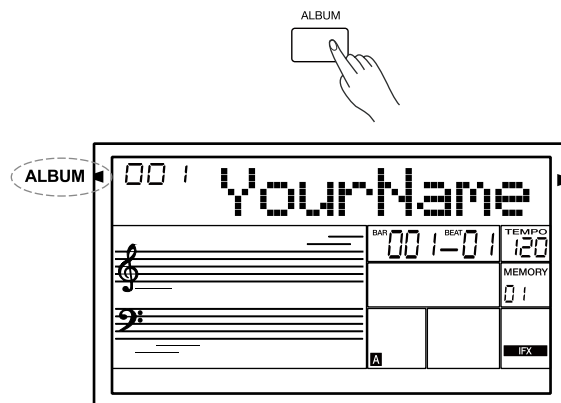 ALBUM
ALBUM
001 YourName
BAR 001 BEAT -01 TEMPO 120
MEMORY
01
A
IFX